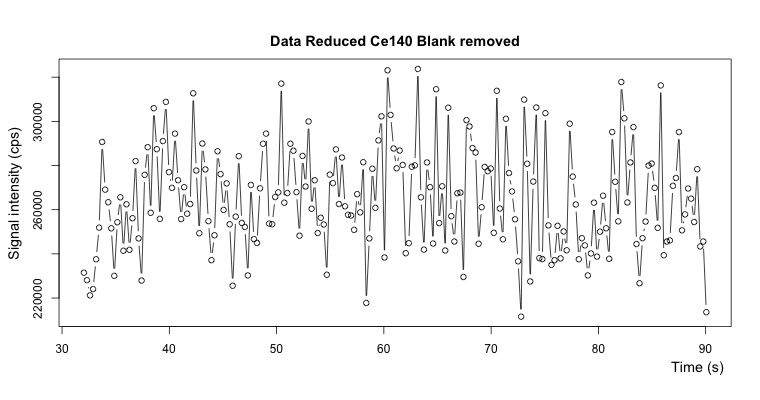 Data Reduced Ce140 Blank removed
Signal intensity (cps)
300000
260000
220000
30 40 50 60 70 80 90
Time (s)